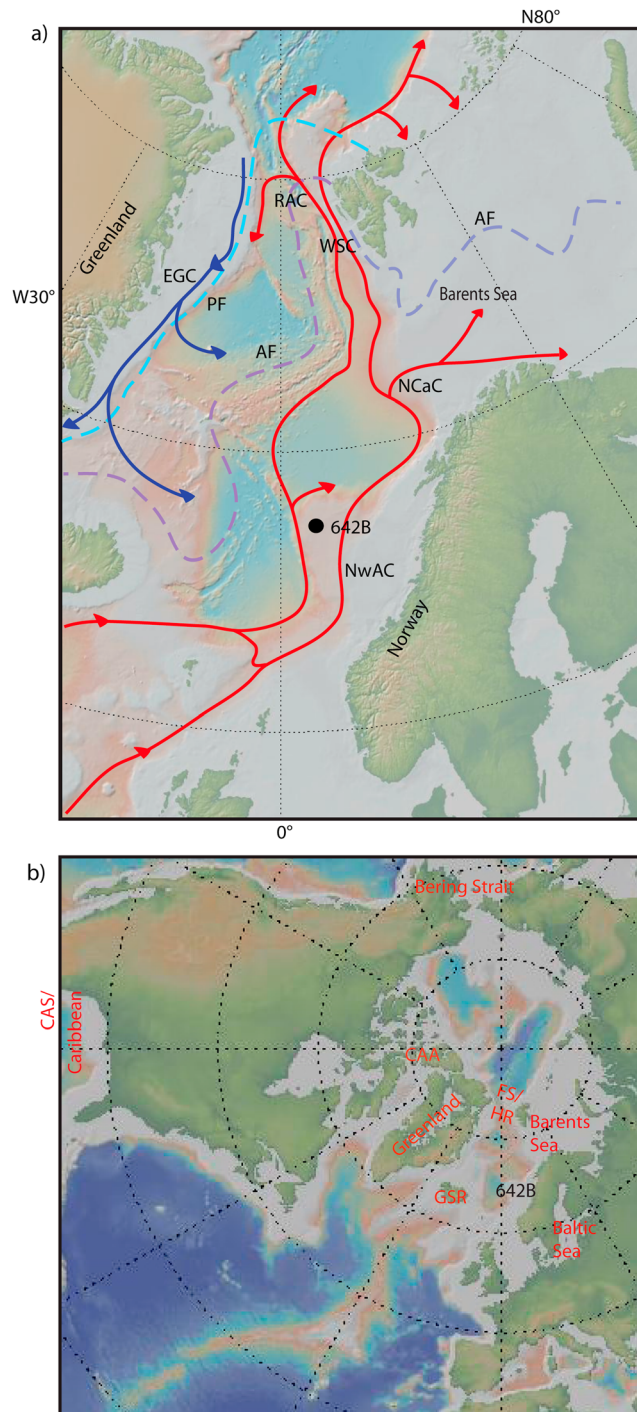 N80°
a)
RAC
Greenland
WSC
AF
EGC
W30°
PF
Barents Sea
AF
NCaC
642B
NwAC
Norway
0°
b)
Bering Strait
CAS/
Caribbean
CAA
FS/
HR
Greenland
Barents
Sea
GSR
642B
Baltic
Sea